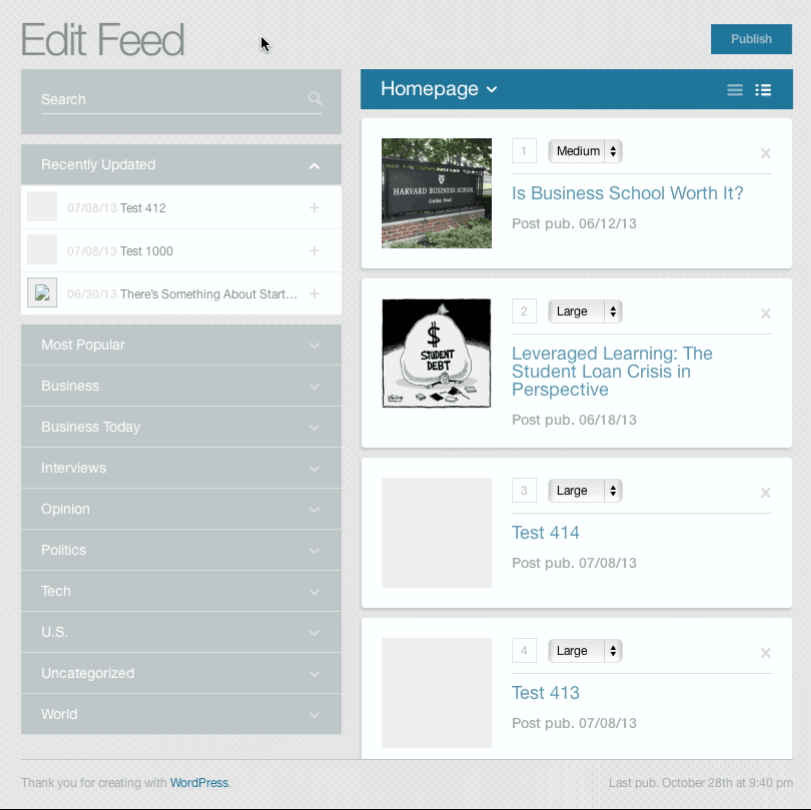 Edit Feed
Publish
Search
Recently Updated
07/08/13 Test 412
07/08/13 Test 1000
06/30/13 There's Something About Start...
Most Popular
Business
Business Today
Interviews
Opinion
Politics
Tech
U.S.
Uncategorized
World
Homepage
HARVARD BUSINESS SCHOOL
1
Medium
Is Business School Worth It?
Post pub. 06/12/13
$
STUDENT
DEBT
2
Large
Leveraged Learning: The
Student Loan Crisis in
Perspective
Post pub. 06/18/13
3
Large
Test 414
Post pub. 07/08/13
4
Large
Test 413
Post pub. 07/08/13
Thank you for creating with WordPress.
Last pub. October 28th at 9:40 pm